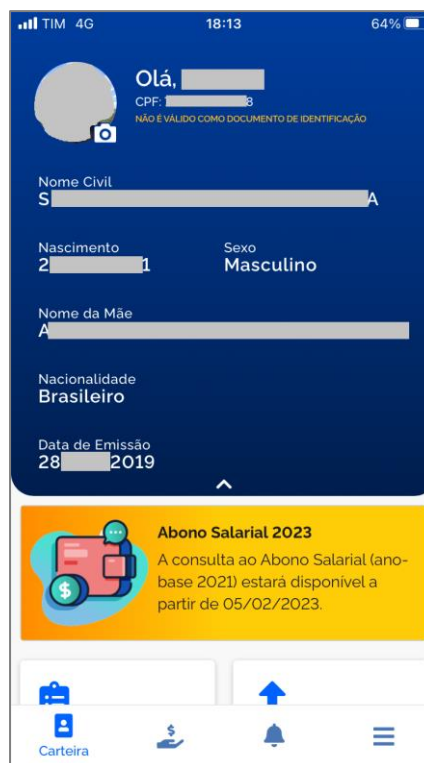 TIM 4G 18:13 64%
Olá,
CPF: 8
NÃO É VÁLIDO COMO DOCUMENTO DE IDENTIFICAÇÃO
Nome Civil
S A
Nascimento Sexo
2 1 Masculino
Nome da Mãe
A
Nacionalidade
Brasileiro
Data de Emissão
28 2019
Abono Salarial 2023
A consulta ao Abono Salarial (ano-
base 2021) estará disponível a
partir de 05/02/2023.
Carteira